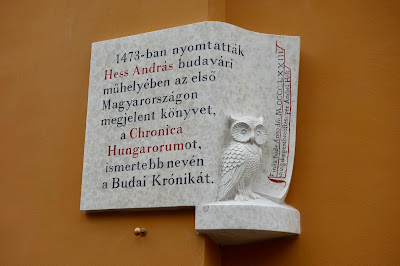 1473-ban nyomtatták
Hess András budavári
műhelyében az első
Magyarországon
megjelent könyvet,
a Chronica
Hungarorumot,
ismertebb nevén
a Budai Krónikát.